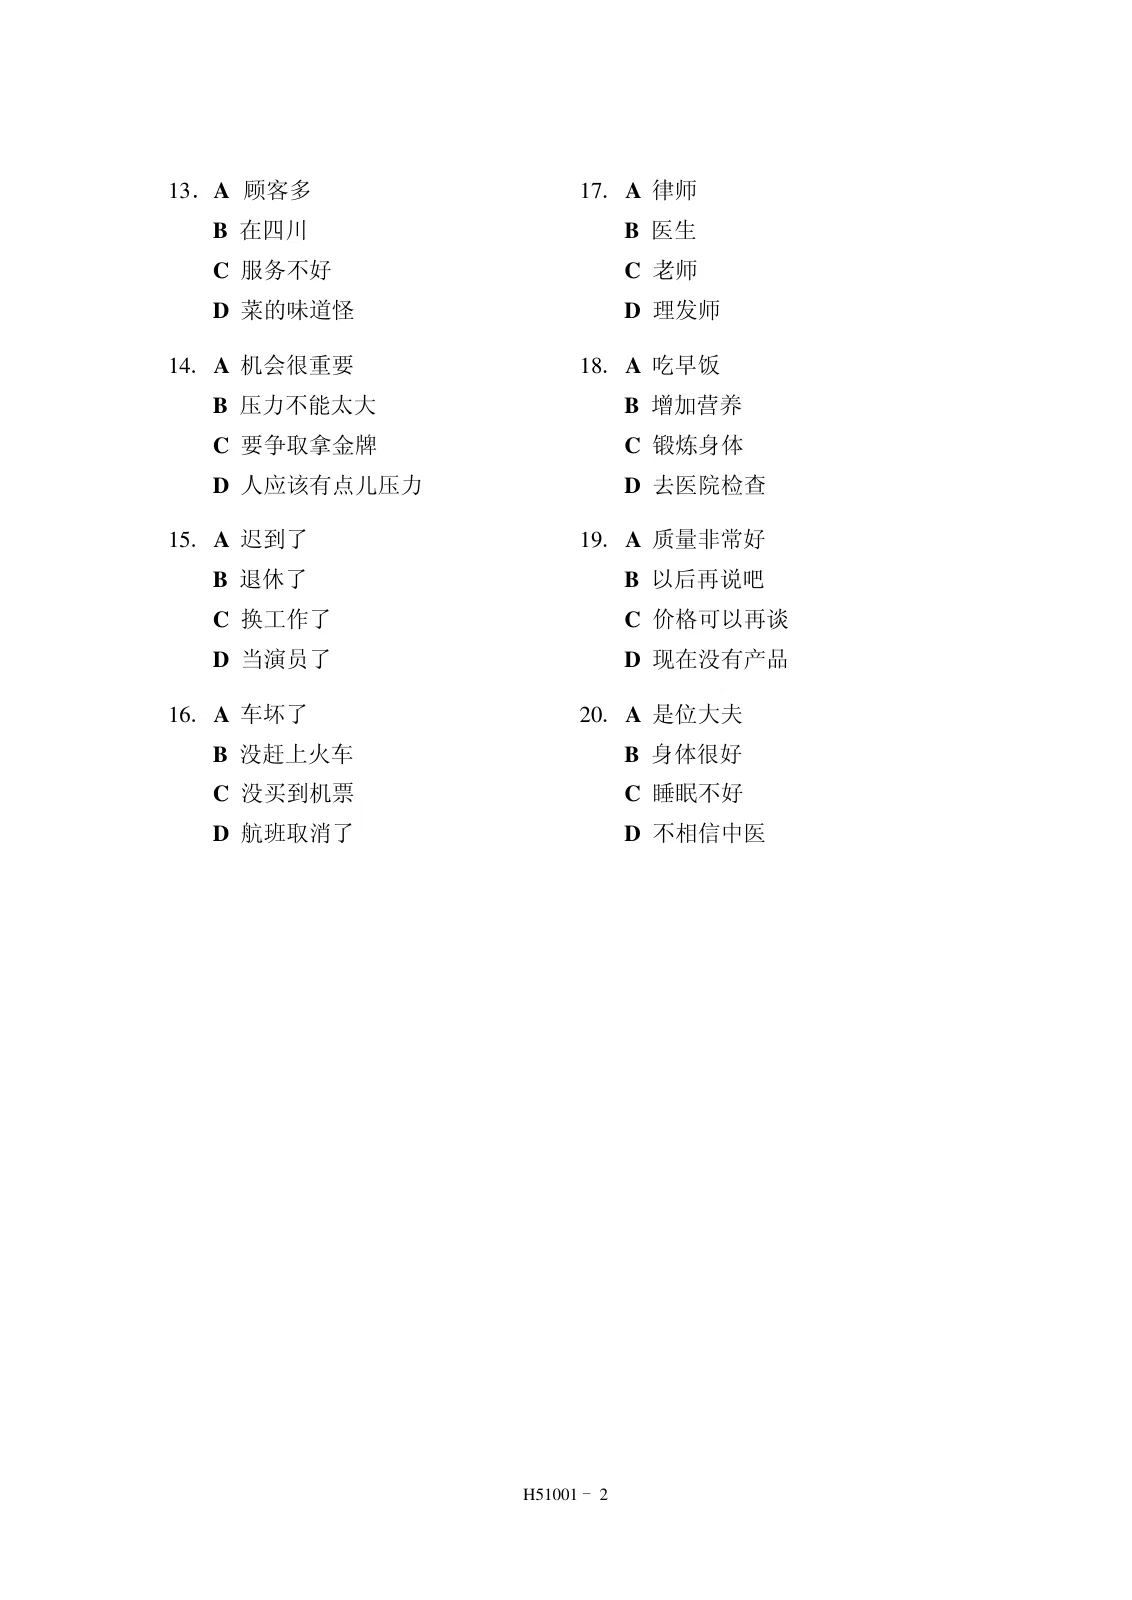 13. A 顾客多
B 在四川
C 服务不好
D 菜的味道怪
14. A 机会很重要
B 压力不能太大
C 要争取拿金牌
D 人应该有点儿压力
15. A 迟到了
B 退休了
C 换工作了
D 当演员了
16. A 车坏了
B 没赶上火车
C 没买到机票
D 航班取消了
17. A 律师
B 医生
C 老师
D 理发师
18. A 吃早饭
B 增加营养
C 锻炼身体
D 去医院检查
19. A 质量非常好
B 以后再说吧
C 价格可以再谈
D 现在没有产品
20. A 是位大夫
B 身体很好
C 睡眠不好
D 不相信中医
H51001－ 2